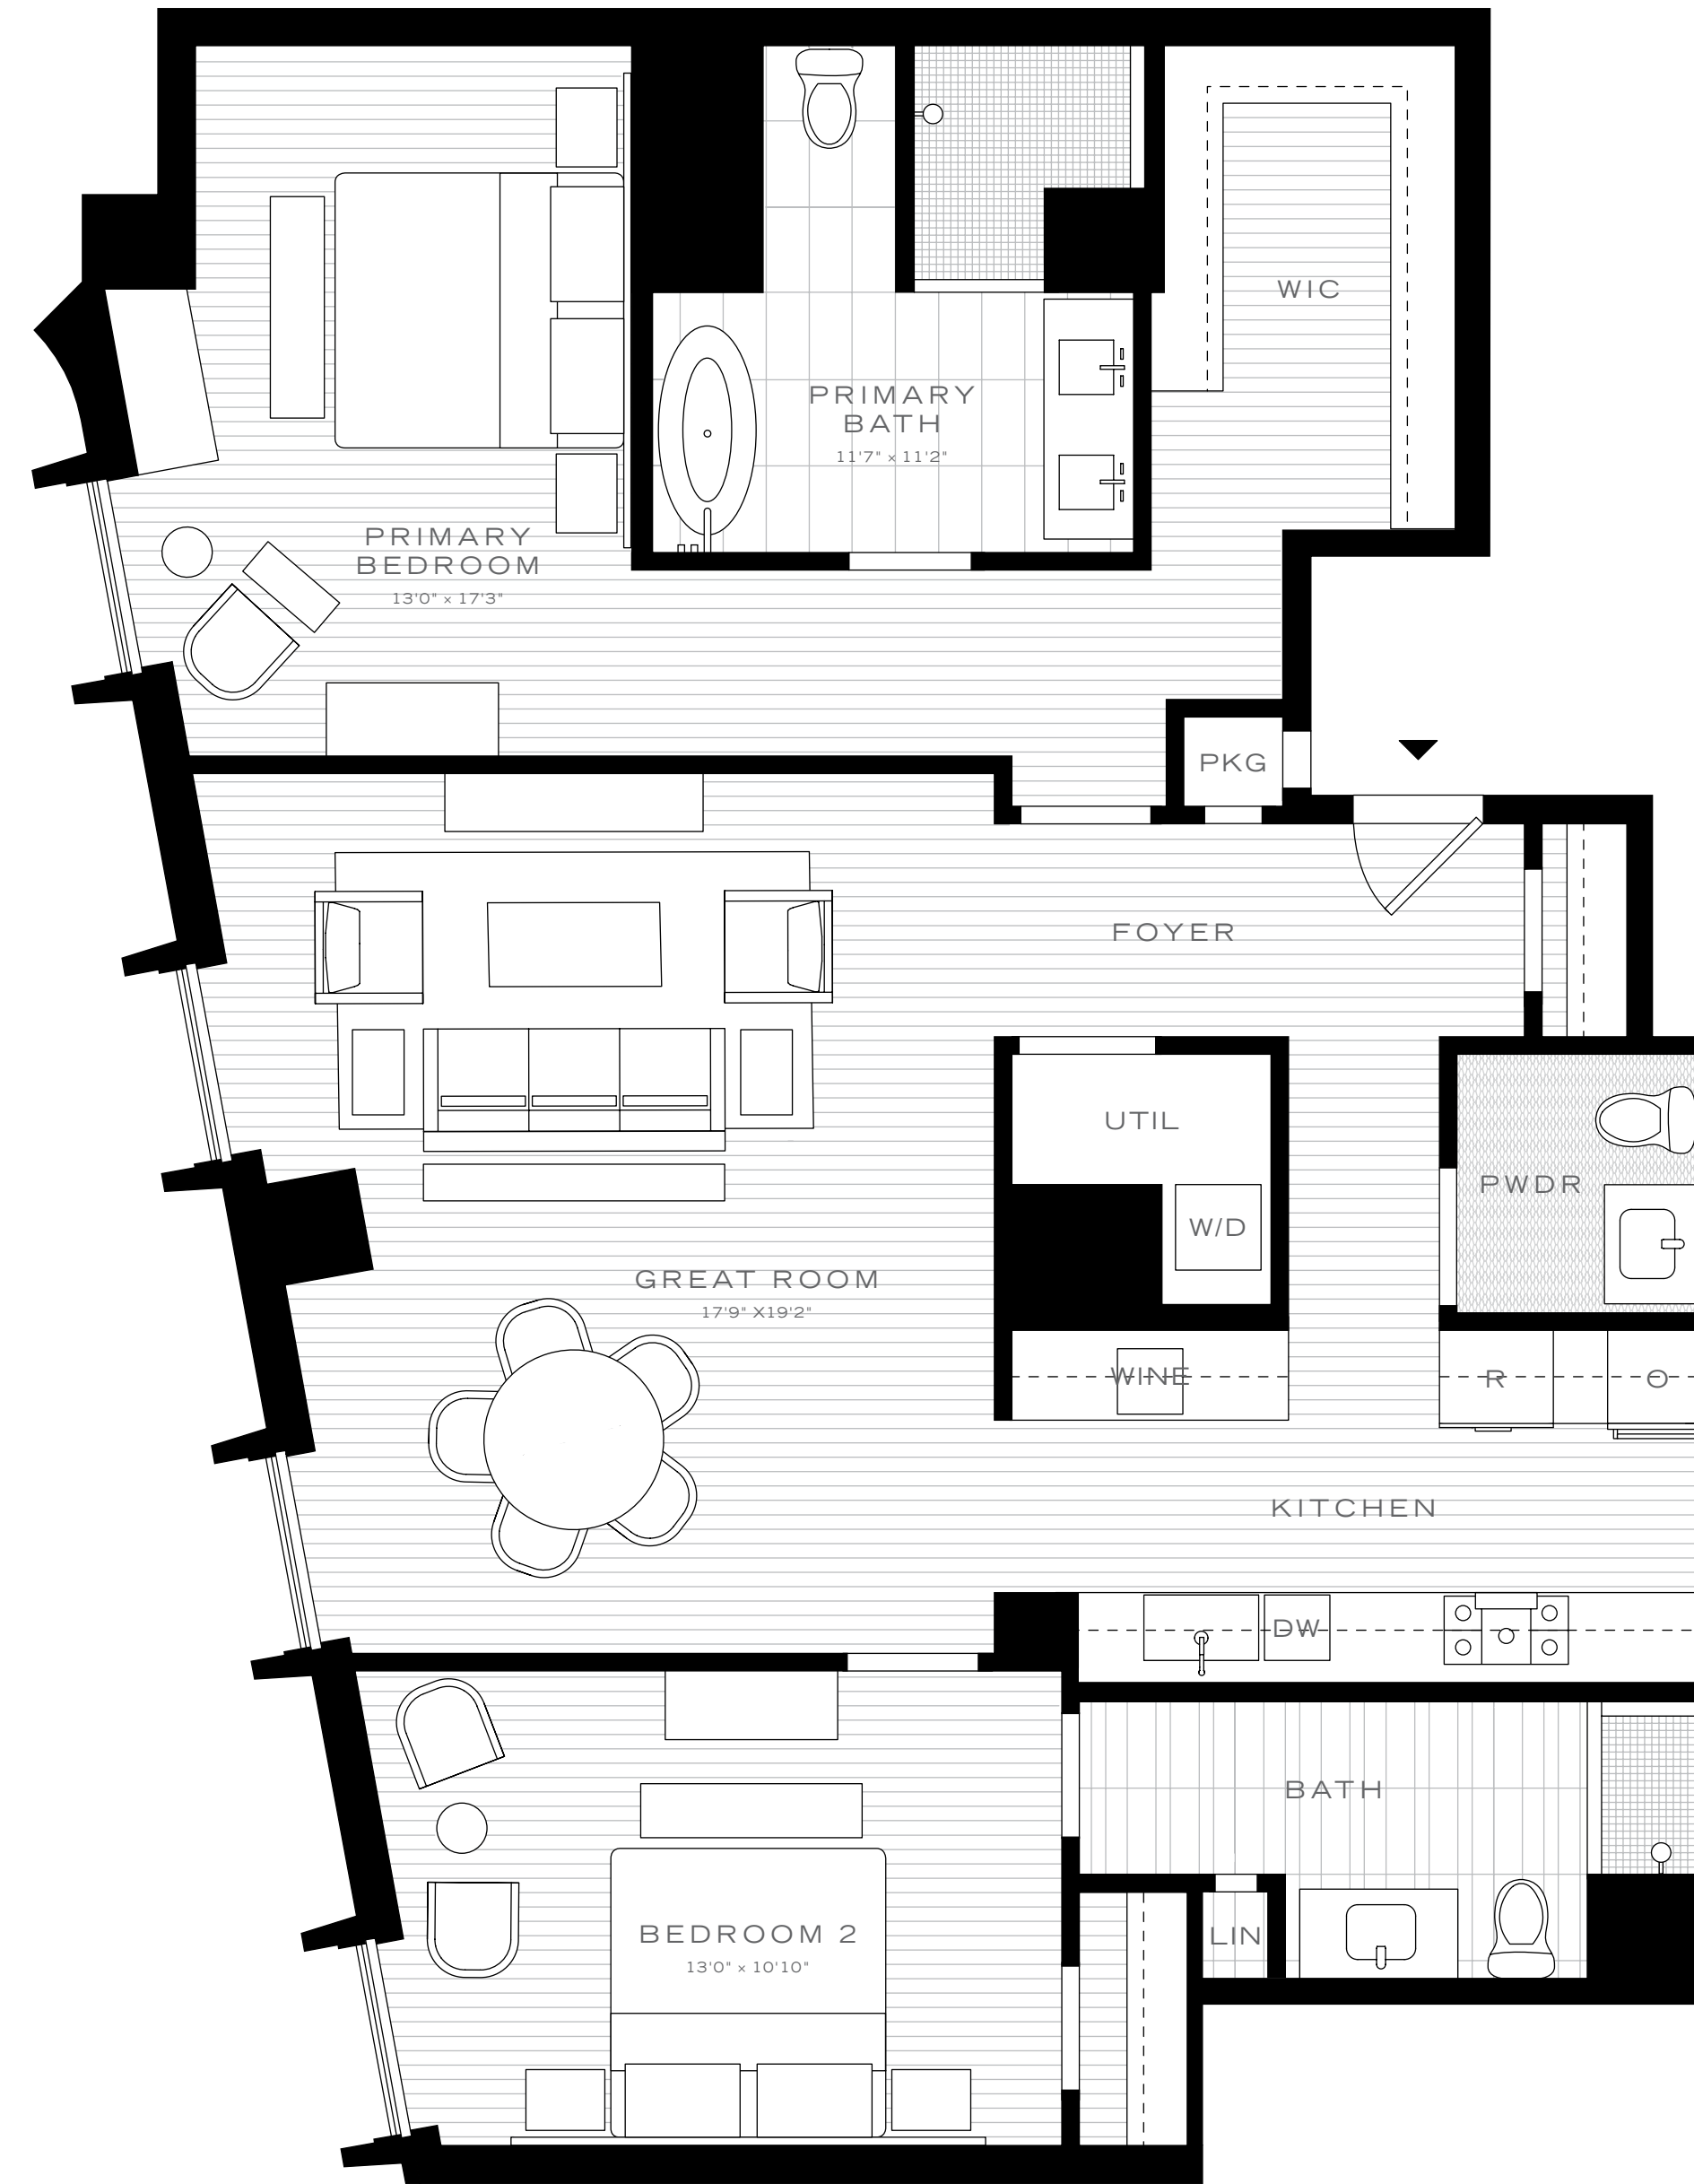 WIC
PRIMARY
BATH
11'7" × 11'2"
PRIMARY
BEDROOM
13'0" × 17'3"
PKG
FOYER
UTIL
PWDR
W/D
GREAT ROOM
17'9" X19'2"
WINE
R
O
KITCHEN
DW
BATH
BEDROOM 2
13'0" × 10'10"
LIN